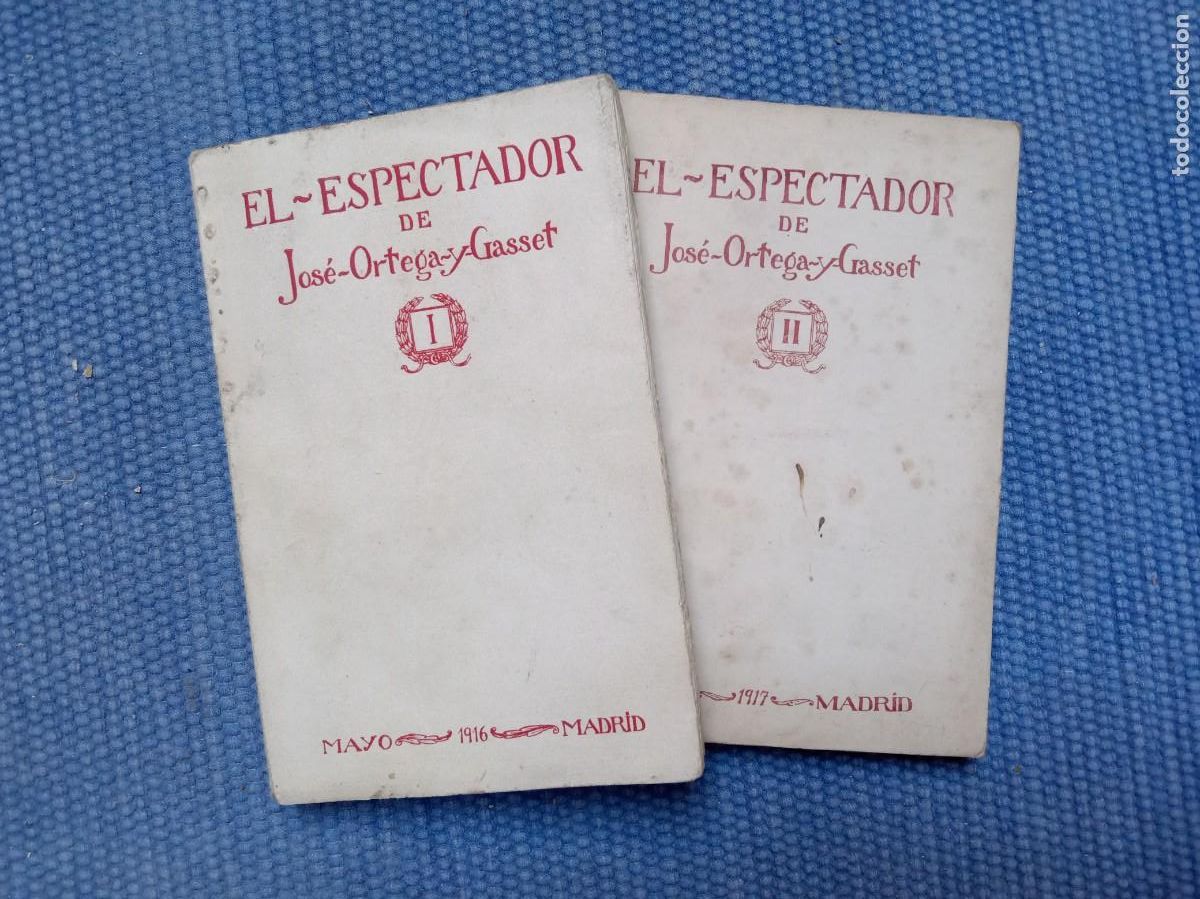 EL~ESPECTADOR
DE
José~Ortega~y~Gasset
I
MAYO 1916 MADRID
EL~ESPECTADOR
DE
José~Ortega~y~Gasset
II
1917 MADRID
todocoleccion